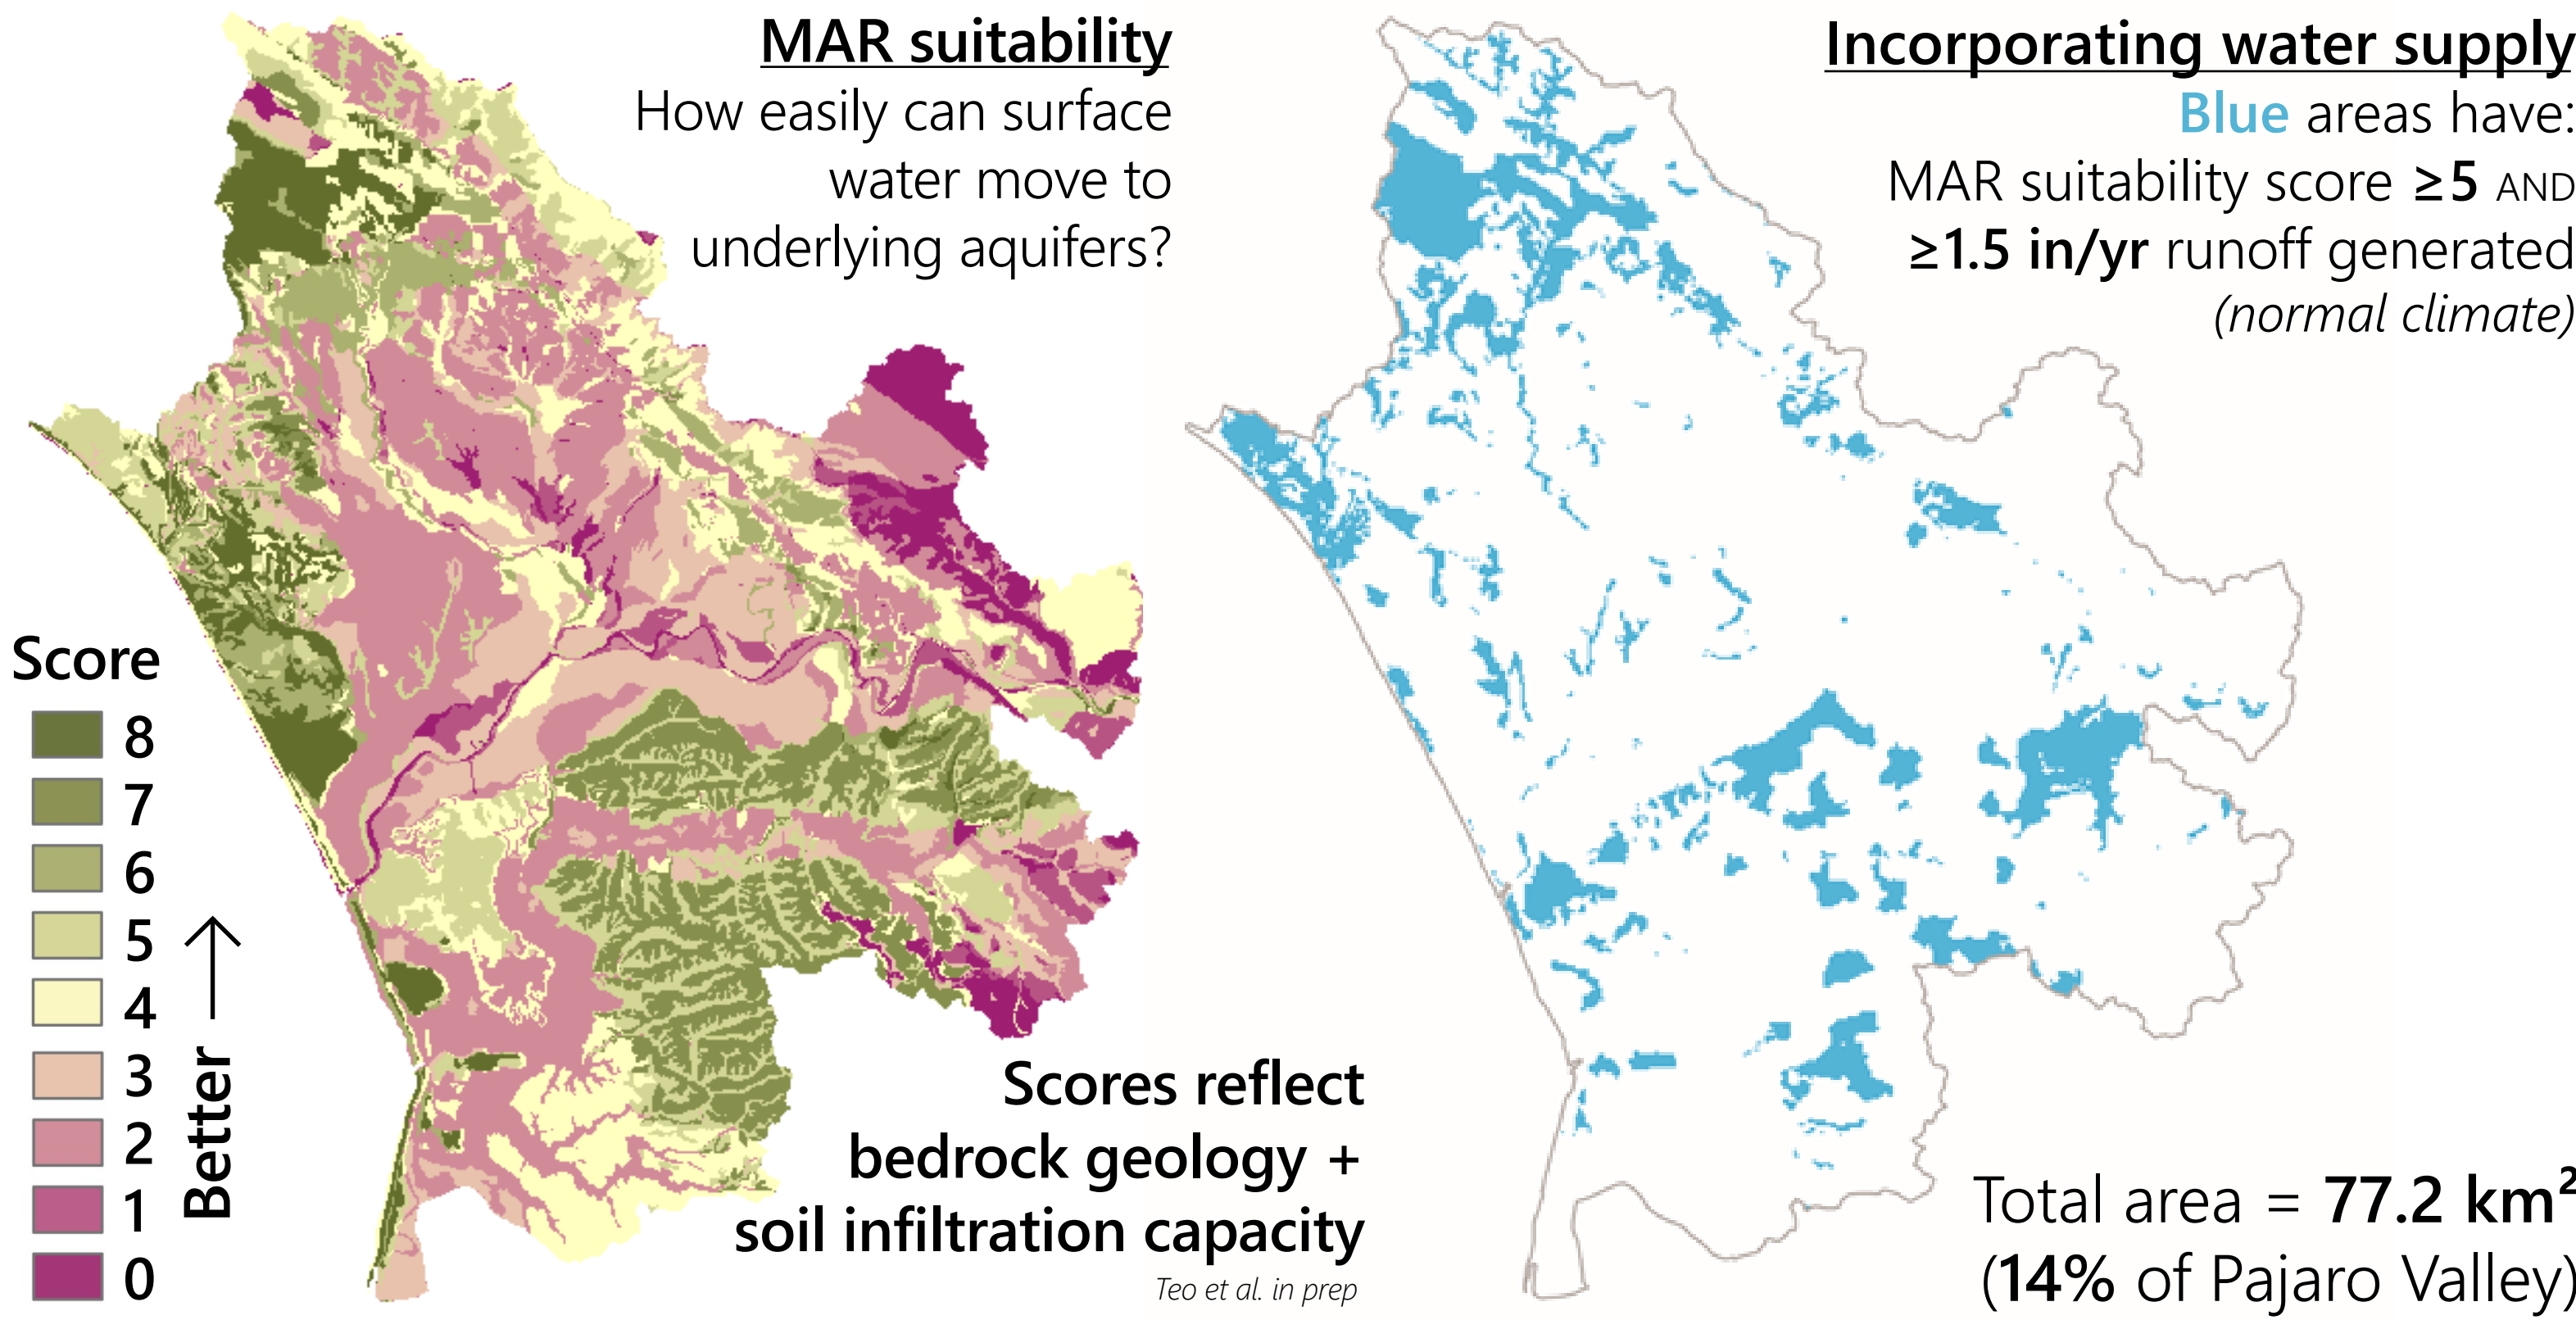 MAR suitability
How easily can surface
water move to
underlying aquifers?
Score
8
7
6
5
4
3
2
1
0
Better
Scores reflect
bedrock geology +
soil infiltration capacity
Teo et al. in prep
Incorporating water supply
Blue areas have:
MAR suitability score ≥5 AND
≥1.5 in/yr runoff generated
(normal climate)
Total area = 77.2 km²
(14% of Pajaro Valley)